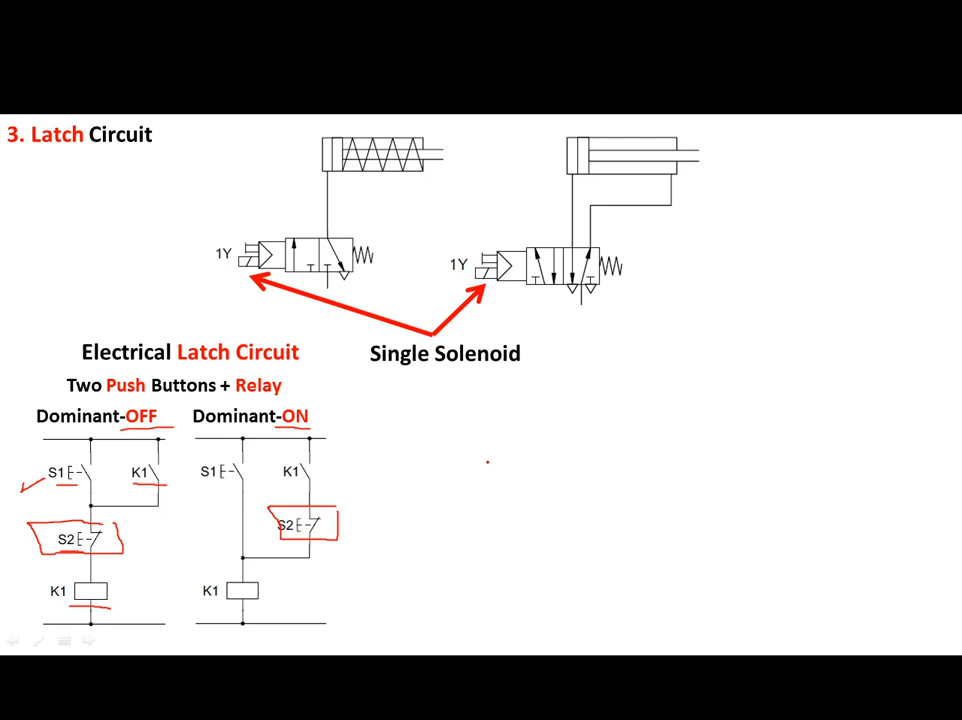 3. Latch Circuit
1Y
1Y
Single Solenoid
Electrical Latch Circuit
Two Push Buttons + Relay
Dominant-OFF
Dominant-ON
S1
K1
S2
K1
S1
K1
S2
K1